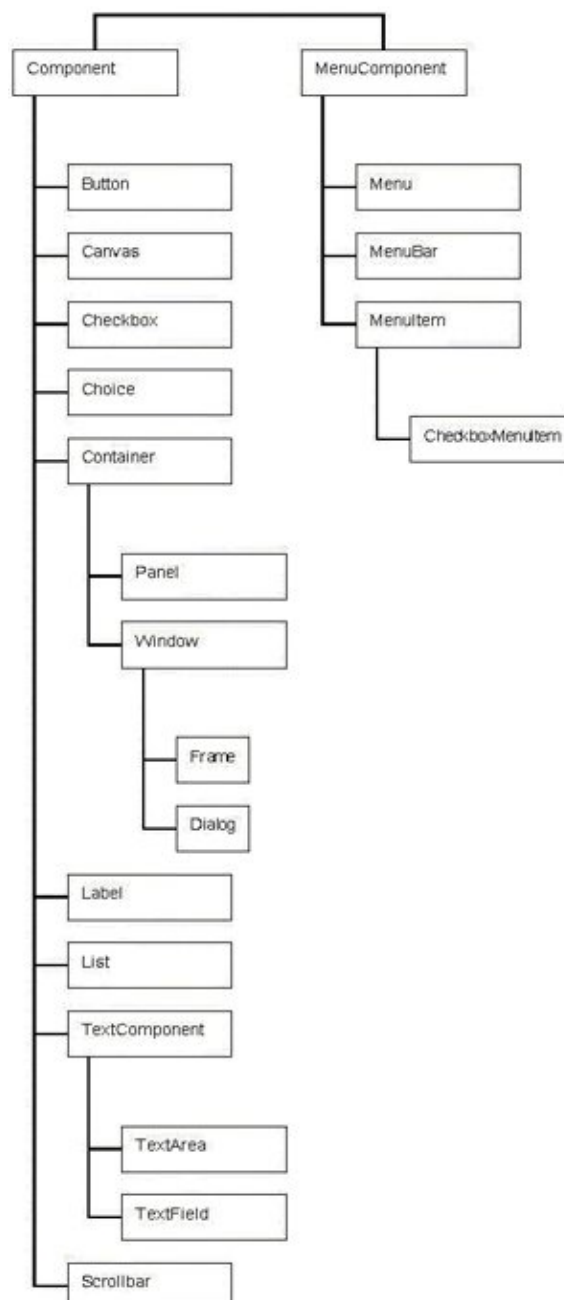 Component
MenuComponent
Button
Menu
Canvas
MenuBar
Checkbox
MenuItem
Choice
CheckboxMenuItem
Container
Panel
Window
Frame
Dialog
Label
List
TextComponent
TextArea
TextField
Scrollbar